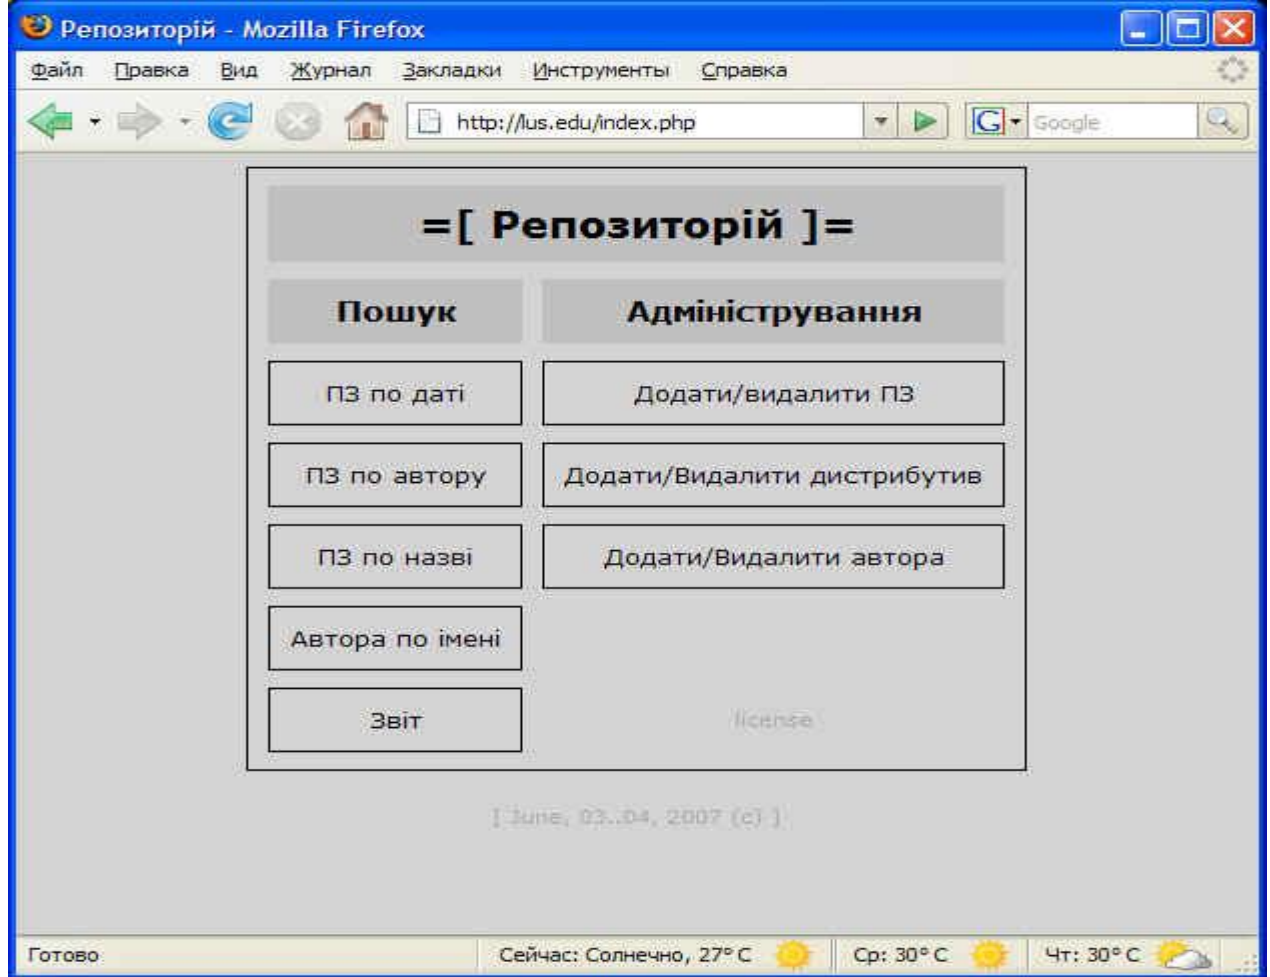 Репозиторій - Mozilla Firefox
Файл Правка Вид Журнал Закладки Инструменты Справка
http://lus.edu/index.php Google
=[ Репозиторій ]=
Пошук Адміністрування
ПЗ по даті Додати/видалити ПЗ
ПЗ по автору Додати/Видалити дистрибутив
ПЗ по назві Додати/Видалити автора
Автора по імені
Звіт license
[ June, 03..04, 2007 (c) ]
Готово Сейчас: Солнечно, 27° C Ср: 30° C Чт: 30° C